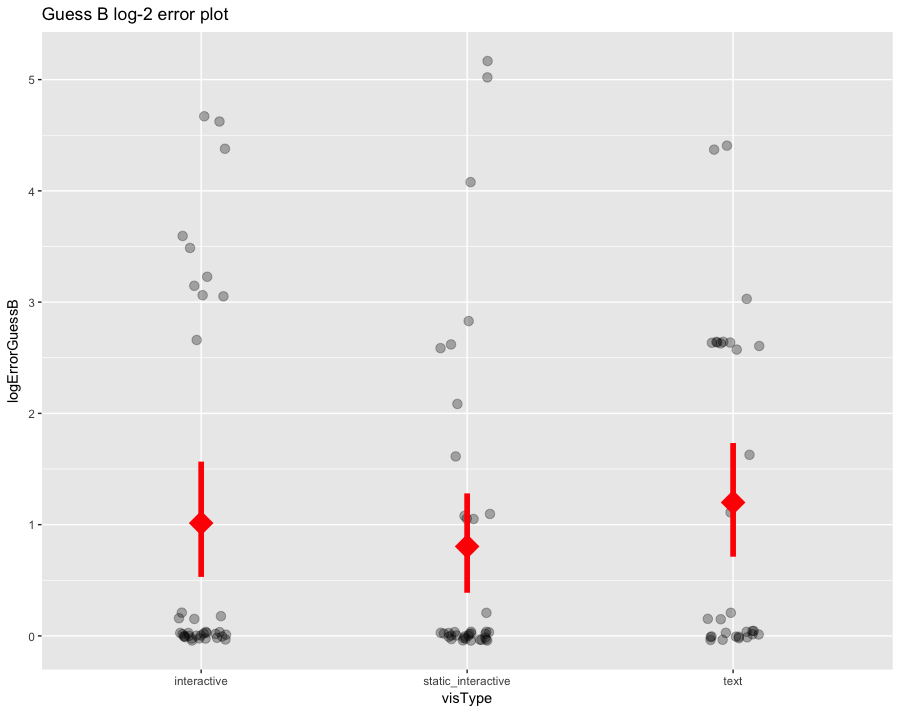 Guess B log-2 error plot
5
4
3
2
1
0
logErrorGuessB
interactive
static_interactive
text
visType